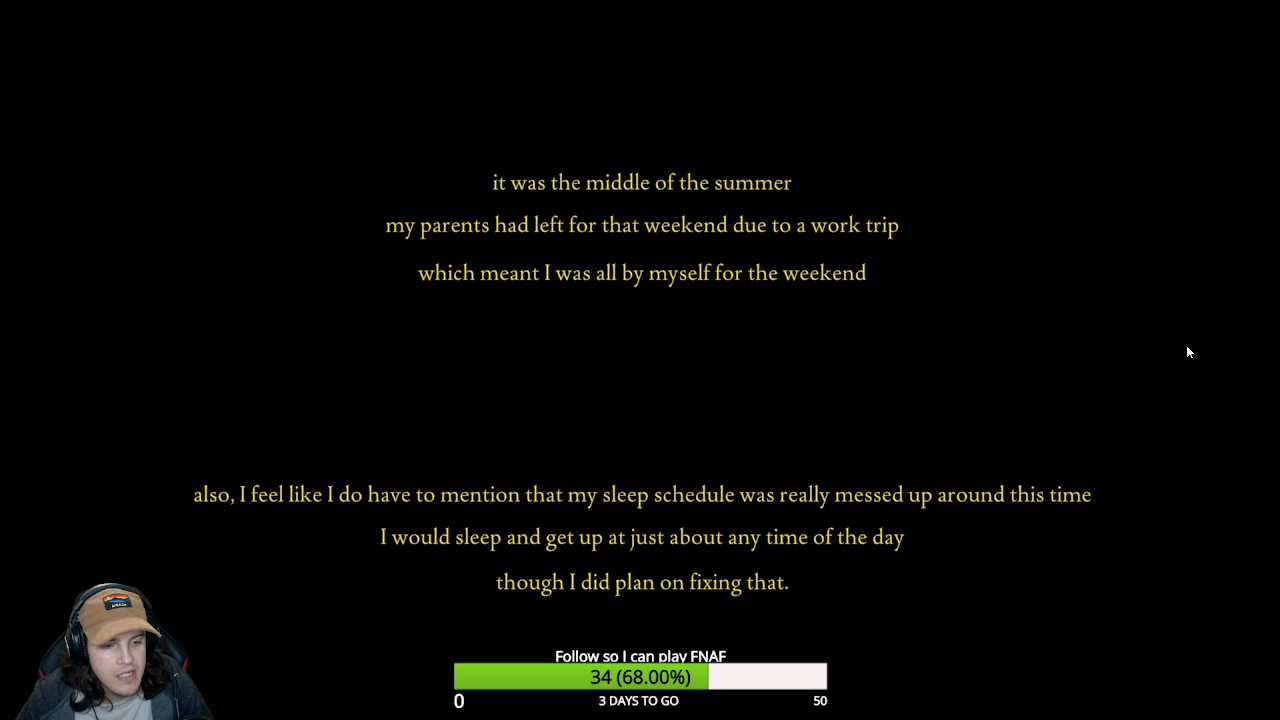 it was the middle of the summer
my parents had left for that weekend due to a work trip
which meant I was all by myself for the weekend
also, I feel like I do have to mention that my sleep schedule was really messed up around this time
I would sleep and get up at just about any time of the day
though I did plan on fixing that.
Follow so I can play FNAF
34 (68.00%)
0 3 DAYS TO GO 50